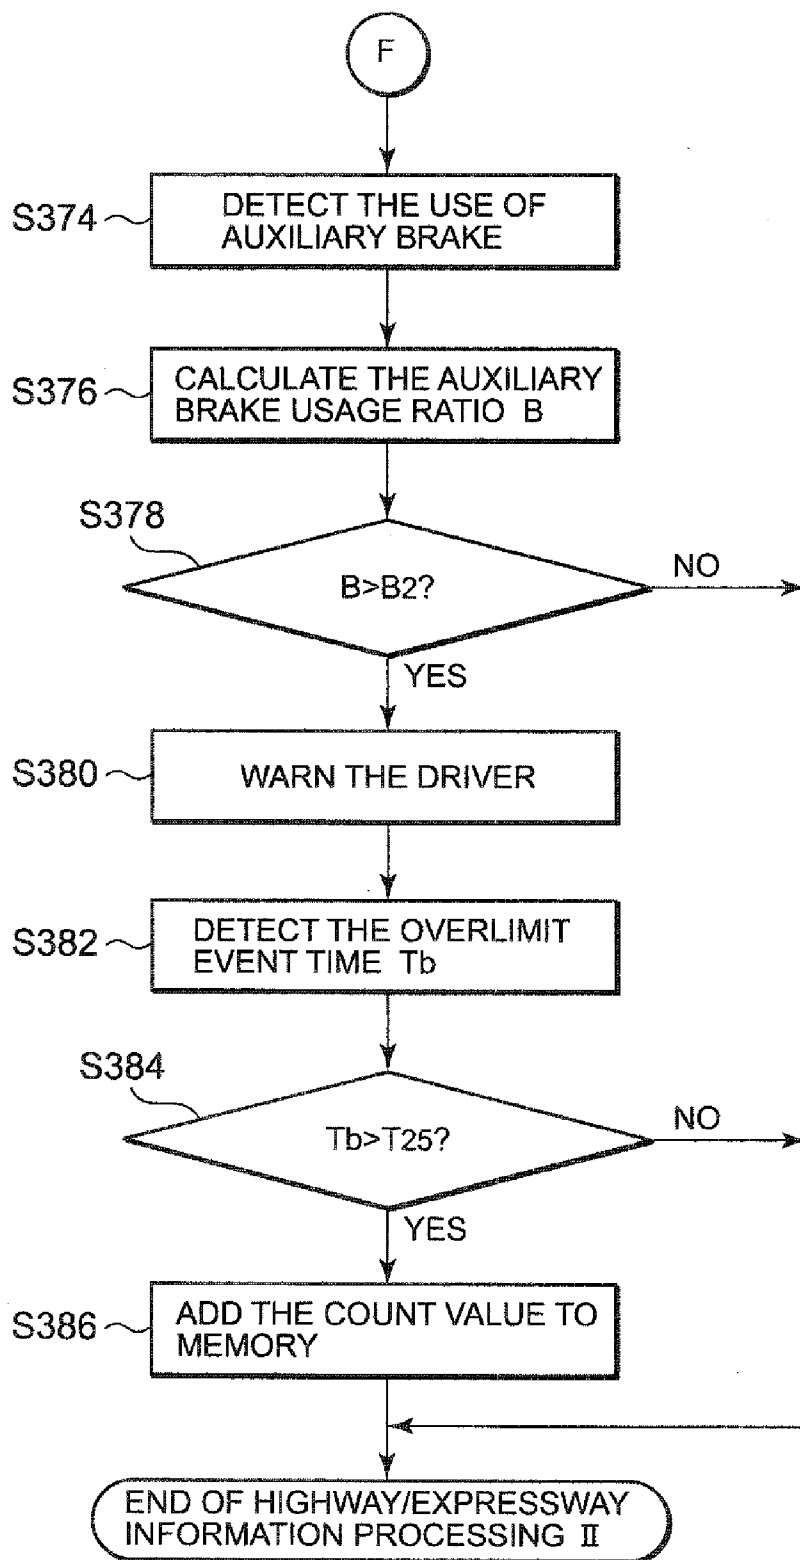 F
S374
DETECT THE USE OF
AUXILIARY BRAKE
S376
CALCULATE THE AUXILIARY
BRAKE USAGE RATIO B
S378
B>B2?
NO
YES
S380
WARN THE DRIVER
S382
DETECT THE OVERLIMIT
EVENT TIME Tb
S384
Tb>T25?
NO
YES
S386
ADD THE COUNT VALUE TO
MEMORY
END OF HIGHWAY/EXPRESSWAY
INFORMATION PROCESSING II